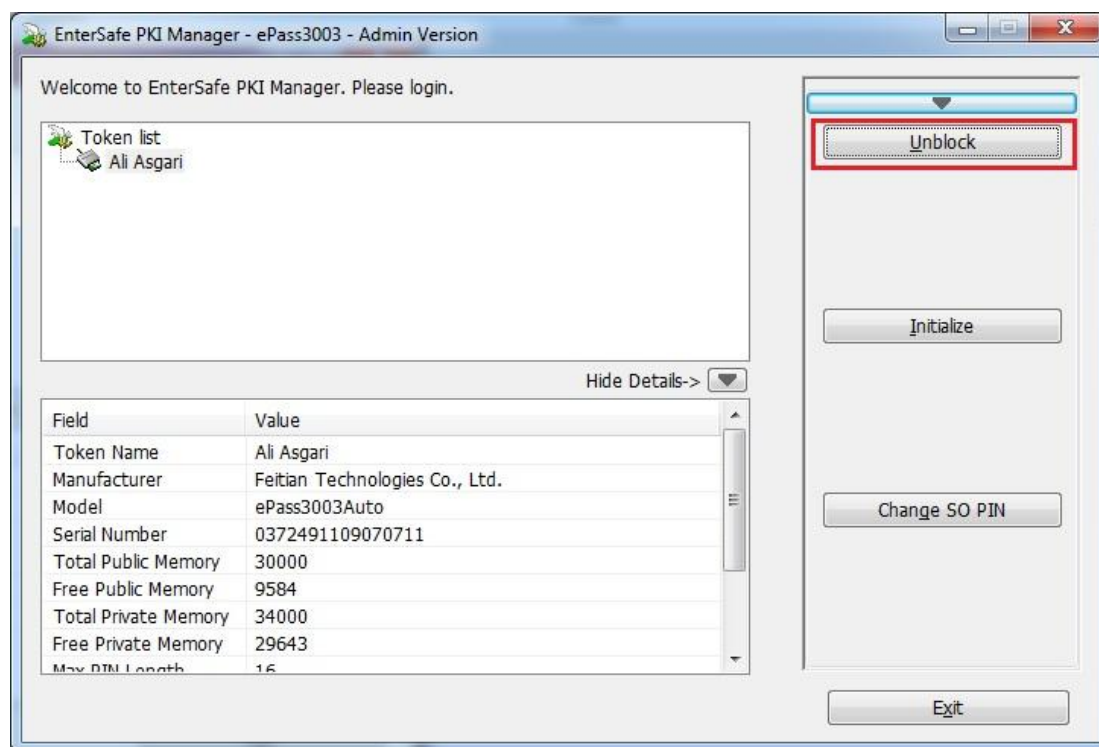 EnterSafe PKI Manager - ePass3003 - Admin Version
Welcome to EnterSafe PKI Manager. Please login.
Token list
Ali Asgari
Hide Details->
Field Value
Token Name Ali Asgari
Manufacturer Feitian Technologies Co., Ltd.
Model ePass3003Auto
Serial Number 0372491109070711
Total Public Memory 30000
Free Public Memory 9584
Total Private Memory 34000
Free Private Memory 29643
Max PIN Length 16
Unblock
Initialize
Change SO PIN
Exit